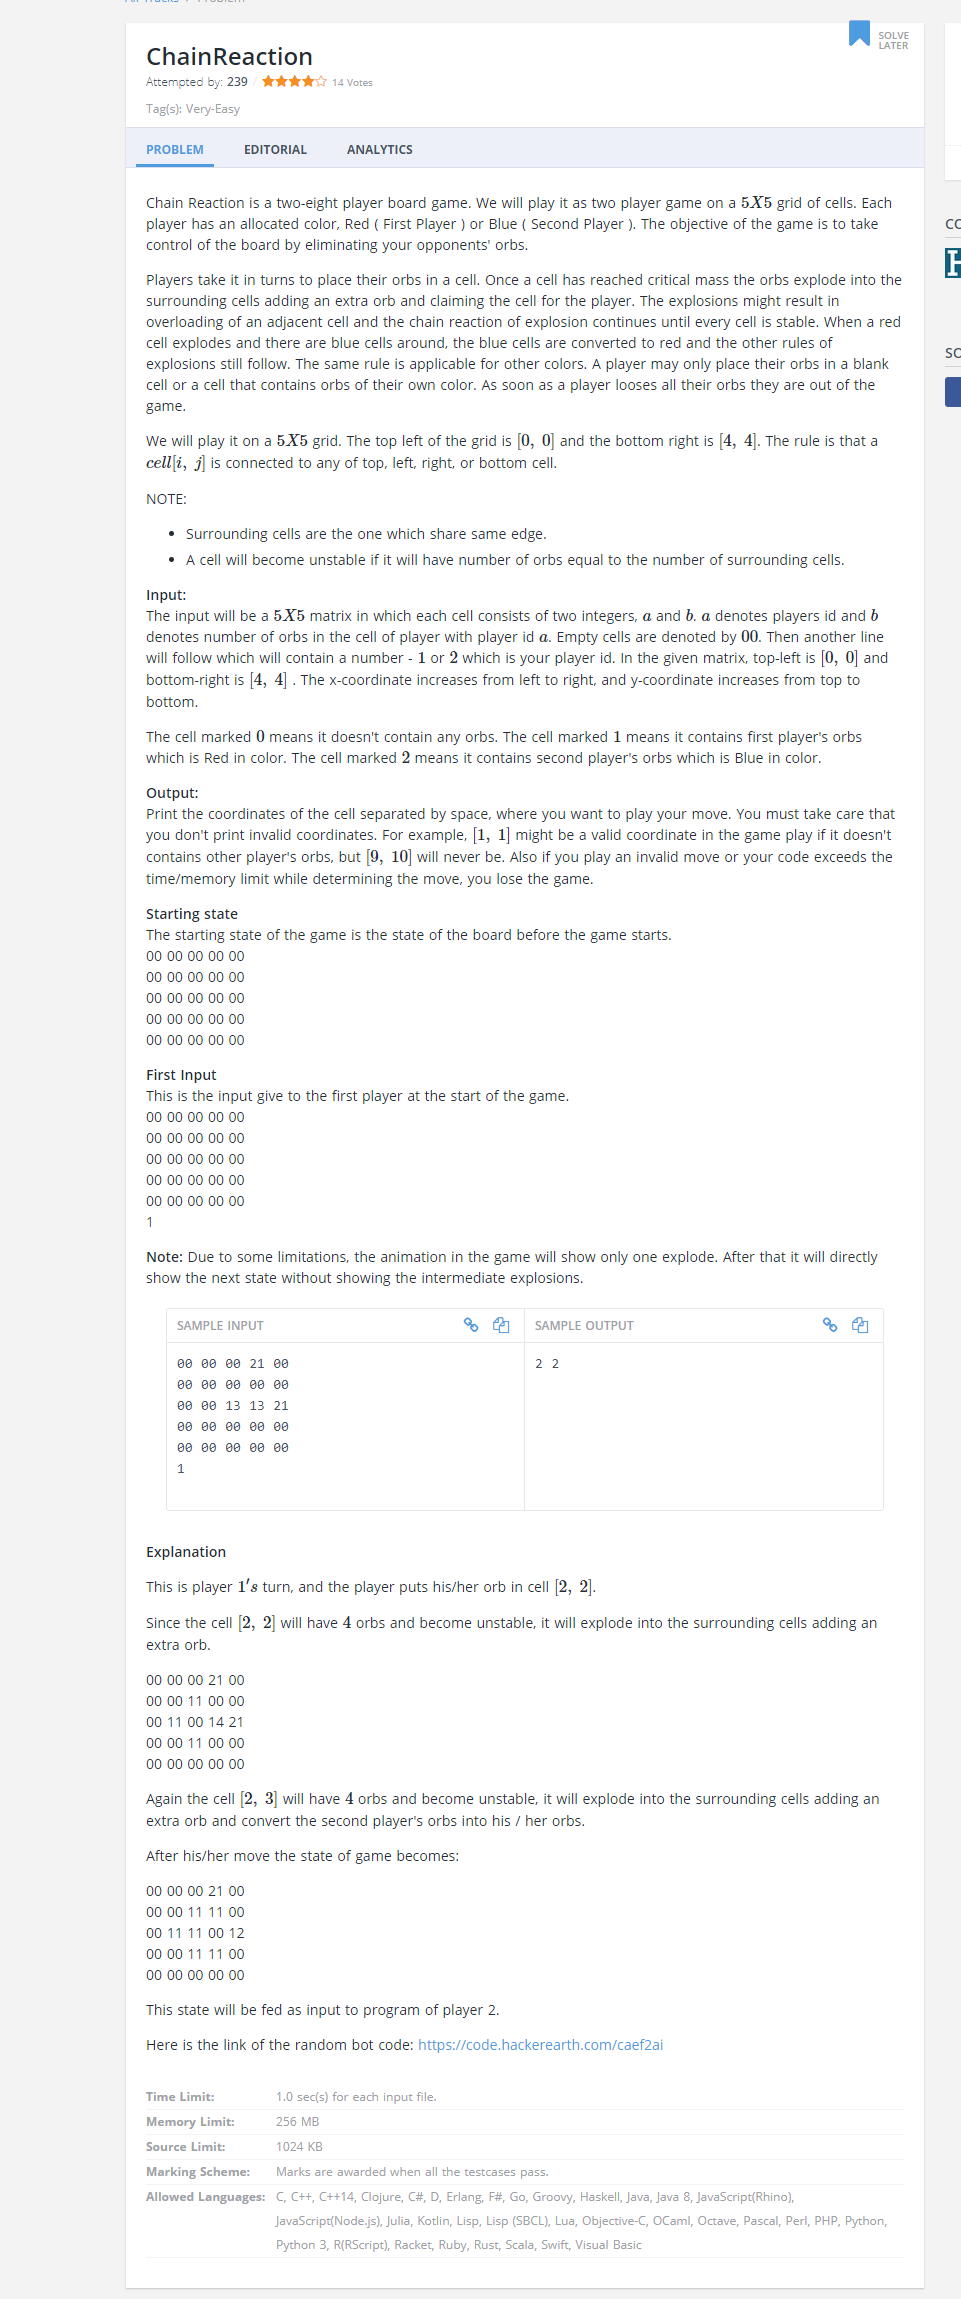 ChainReaction
SOLVE
LATER
Attempted by: 239 / 14 Votes
Tag(s): Very-Easy
PROBLEM EDITORIAL ANALYTICS
Chain Reaction is a two-eight player board game. We will play it as two player game on a 5X5 grid of cells. Each
player has an allocated color, Red ( First Player ) or Blue ( Second Player ). The objective of the game is to take
control of the board by eliminating your opponents' orbs.
Players take it in turns to place their orbs in a cell. Once a cell has reached critical mass the orbs explode into the
surrounding cells adding an extra orb and claiming the cell for the player. The explosions might result in
overloading of an adjacent cell and the chain reaction of explosion continues until every cell is stable. When a red
cell explodes and there are blue cells around, the blue cells are converted to red and the other rules of
explosions still follow. The same rule is applicable for other colors. A player may only place their orbs in a blank
cell or a cell that contains orbs of their own color. As soon as a player looses all their orbs they are out of the
game.
We will play it on a 5X5 grid. The top left of the grid is [0, 0] and the bottom right is [4, 4]. The rule is that a
cell[i, j] is connected to any of top, left, right, or bottom cell.
NOTE:
• Surrounding cells are the one which share same edge.
• A cell will become unstable if it will have number of orbs equal to the number of surrounding cells.
Input:
The input will be a 5X5 matrix in which each cell consists of two integers, a and b. a denotes players id and b
denotes number of orbs in the cell of player with player id a. Empty cells are denoted by 00. Then another line
will follow which will contain a number - 1 or 2 which is your player id. In the given matrix, top-left is [0, 0] and
bottom-right is [4, 4] . The x-coordinate increases from left to right, and y-coordinate increases from top to
bottom.
The cell marked 0 means it doesn't contain any orbs. The cell marked 1 means it contains first player's orbs
which is Red in color. The cell marked 2 means it contains second player's orbs which is Blue in color.
Output:
Print the coordinates of the cell separated by space, where you want to play your move. You must take care that
you don't print invalid coordinates. For example, [1, 1] might be a valid coordinate in the game play if it doesn't
contains other player's orbs, but [9, 10] will never be. Also if you play an invalid move or your code exceeds the
time/memory limit while determining the move, you lose the game.
Starting state
The starting state of the game is the state of the board before the game starts.
00 00 00 00 00
00 00 00 00 00
00 00 00 00 00
00 00 00 00 00
00 00 00 00 00
First Input
This is the input give to the first player at the start of the game.
00 00 00 00 00
00 00 00 00 00
00 00 00 00 00
00 00 00 00 00
00 00 00 00 00
1
Note: Due to some limitations, the animation in the game will show only one explode. After that it will directly
show the next state without showing the intermediate explosions.
SAMPLE INPUT
00 00 00 21 00
00 00 00 00 00
00 00 13 13 21
00 00 00 00 00
00 00 00 00 00
1
SAMPLE OUTPUT
2 2
Explanation
This is player 1's turn, and the player puts his/her orb in cell [2, 2].
Since the cell [2, 2] will have 4 orbs and become unstable, it will explode into the surrounding cells adding an
extra orb.
00 00 00 21 00
00 00 11 00 00
00 11 00 14 21
00 00 11 00 00
00 00 00 00 00
Again the cell [2, 3] will have 4 orbs and become unstable, it will explode into the surrounding cells adding an
extra orb and convert the second player's orbs into his / her orbs.
After his/her move the state of game becomes:
00 00 00 21 00
00 00 11 11 00
00 11 11 00 12
00 00 11 11 00
00 00 00 00 00
This state will be fed as input to program of player 2.
Here is the link of the random bot code: https://code.hackerearth.com/caef2ai
Time Limit: 1.0 sec(s) for each input file.
Memory Limit: 256 MB
Source Limit: 1024 KB
Marking Scheme: Marks are awarded when all the testcases pass.
Allowed Languages: C, C++, C++14, Clojure, C#, D, Erlang, F#, Go, Groovy, Haskell, Java, Java 8, JavaScript(Rhino),
JavaScript(Node.js), Julia, Kotlin, Lisp, Lisp (SBCL), Lua, Objective-C, OCaml, Octave, Pascal, Perl, PHP, Python,
Python 3, R(RScript), Racket, Ruby, Rust, Scala, Swift, Visual Basic